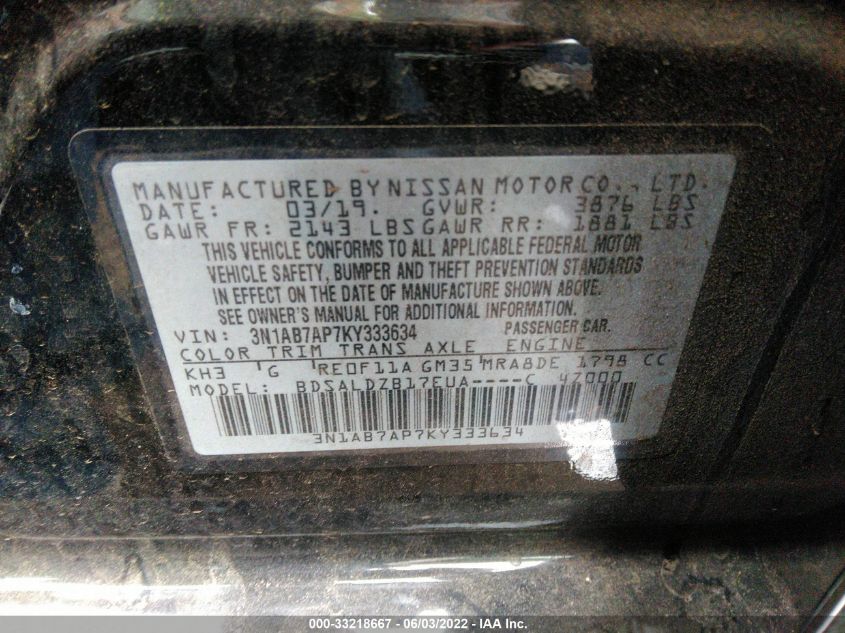 MANUFACTURED BY NISSAN MOTOR CO., LTD.
DATE: 03/19. GVWR: 3876 LBS
GAWR FR: 2143 LBS GAWR RR: 1881 LBS
THIS VEHICLE CONFORMS TO ALL APPLICABLE FEDERAL MOTOR
VEHICLE SAFETY, BUMPER AND THEFT PREVENTION STANDARDS
IN EFFECT ON THE DATE OF MANUFACTURE SHOWN ABOVE.
SEE OWNER'S MANUAL FOR ADDITIONAL INFORMATION.
VIN: 3N1AB7AP7KY333634 PASSENGER CAR.
COLOR TRIM TRANS AXLE ENGINE
KH3 G RE0F11A GM35 MRA8DE 1798 CC
MODEL: BDSALDZB17EUA----C 47000
3N1AB7AP7KY333634
000-33218667 - 06/03/2022 - IAA Inc.